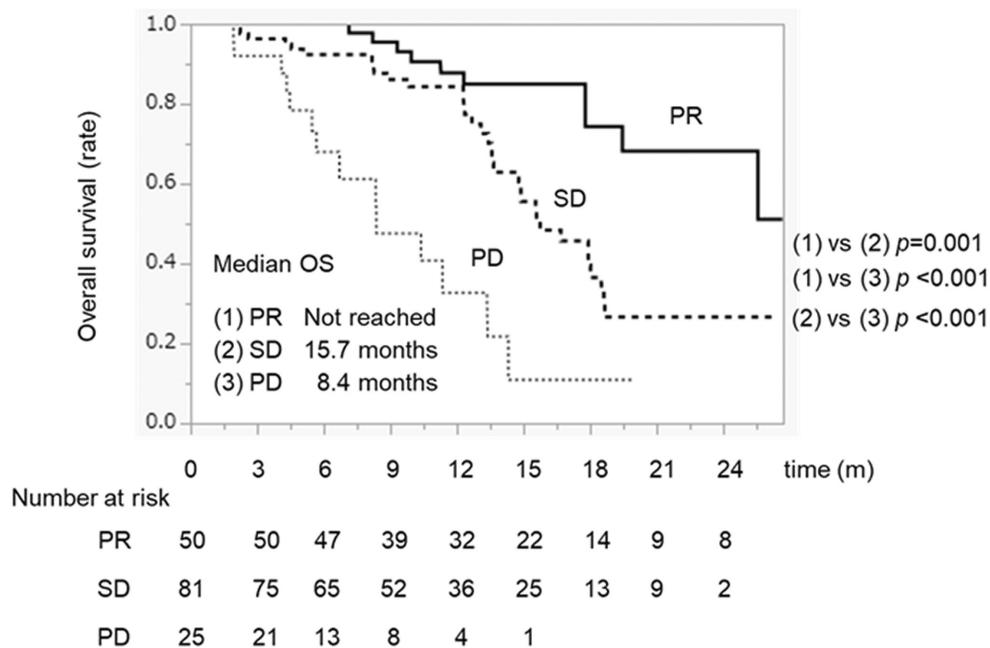 1.0
0.8
0.6
0.4
0.2
0.0
Overall survival (rate)
PR
SD
PD
Median OS
(1) PR Not reached
(2) SD 15.7 months
(3) PD 8.4 months
(1) vs (2) p=0.001
(1) vs (3) p <0.001
(2) vs (3) p <0.001
0 3 6 9 12 15 18 21 24 time (m)
Number at risk
PR 50 50 47 39 32 22 14 9 8
SD 81 75 65 52 36 25 13 9 2
PD 25 21 13 8 4 1